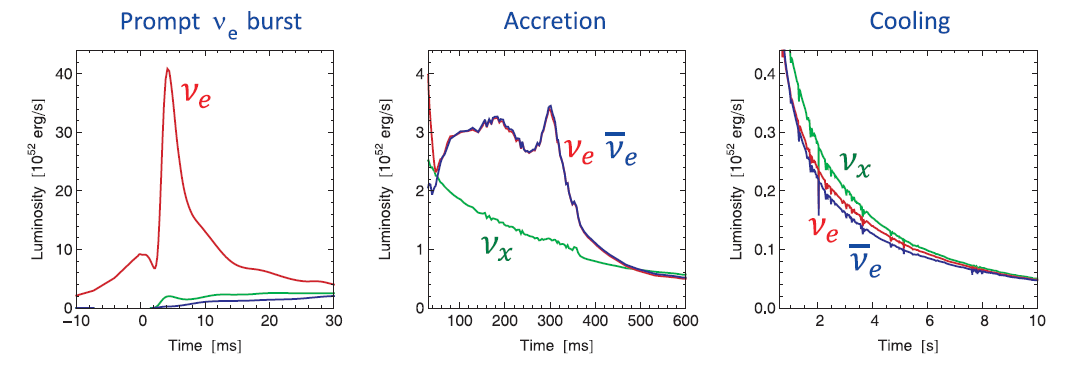 Prompt νe burst
Accretion
Cooling
Luminosity [10^52 erg/s]
40
30
20
10
0
νe
−10
0
10
20
30
Time [ms]
Luminosity [10^52 erg/s]
4
3
2
1
0
νe ν̅e
νx
100
200
300
400
500
600
Time [ms]
Luminosity [10^52 erg/s]
0.4
0.3
0.2
0.1
0.0
νx
νe
ν̅e
2
4
6
8
10
Time [s]